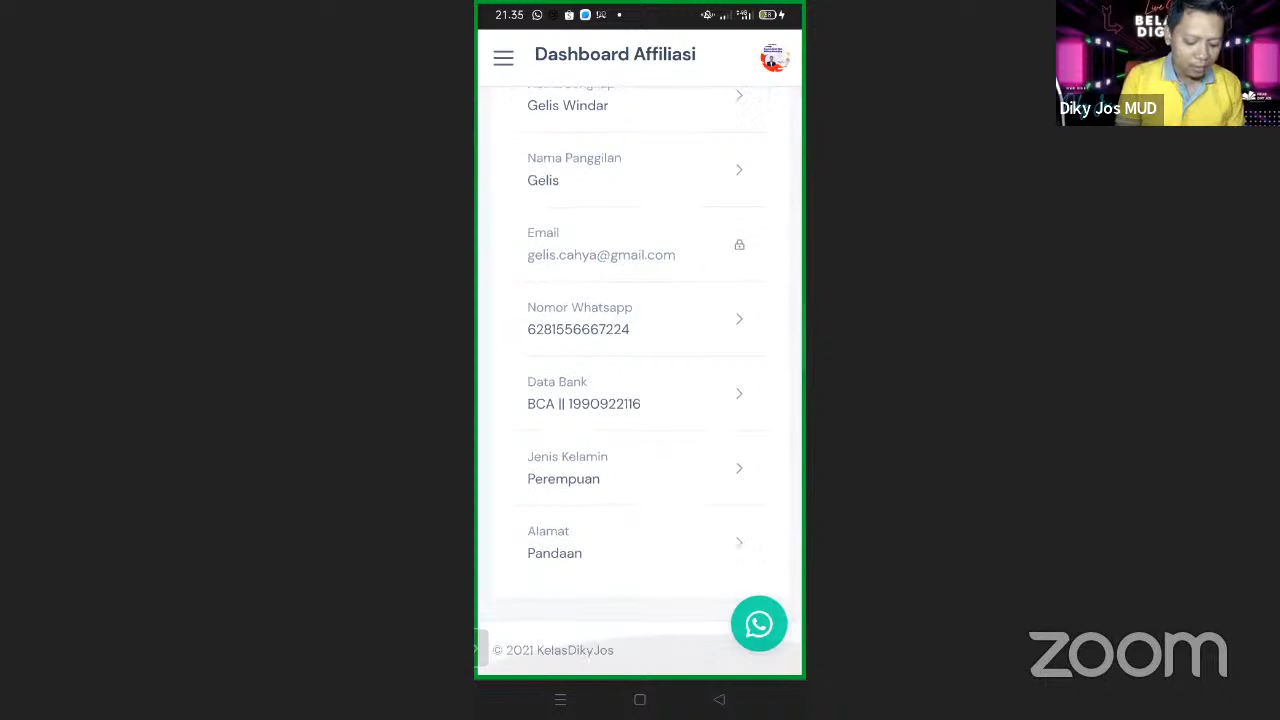 21.35
Dashboard Affiliasi
Gelis Windar
Nama Panggilan
Gelis
Email
gelis.cahya@gmail.com
Nomor Whatsapp
6281556667224
Data Bank
BCA || 1990922116
Jenis Kelamin
Perempuan
Alamat
Pandaan
© 2021 KelasDikyJos
Diky Jos MUD
zoom